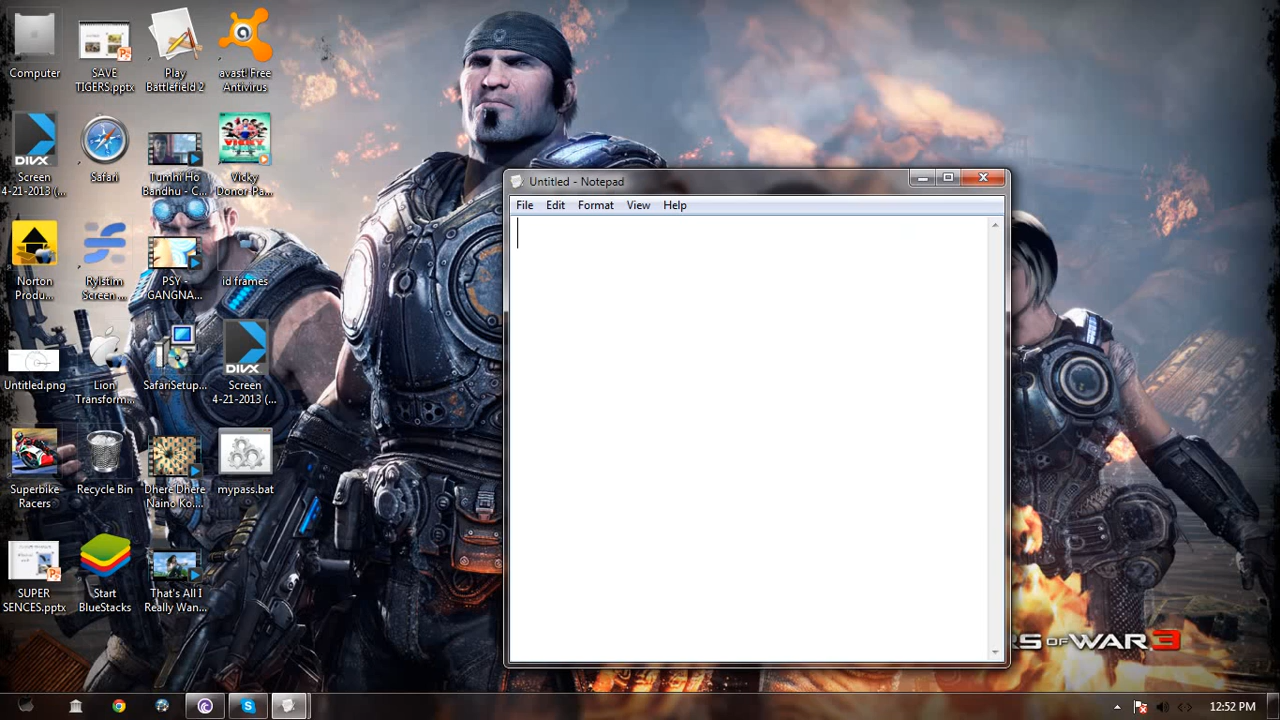 Computer
SAVE
TIGERS.pptx
Play
Battlefield 2
avast! Free
Antivirus
DIVX
Screen
4-21-2013 (...
Safari
Tumhi Ho
Bandhu - C...
VICKY
Vicky
Donor-Pa...
Norton
Produ...
Rylstim
Screen ...
PSY -
GANGNA...
id frames
Untitled.png
Lion
Transform...
SafariSetup...
DIVX
Screen
4-21-2013 (...
Superbike
Racers
Recycle Bin
Dhere Dhere
Naino Ko....
mypass.bat
SUPER
SENCES.pptx
Start
BlueStacks
That's All I
Really Wan...
Untitled - Notepad
File Edit Format View Help
RS OF WAR 3
12:52 PM